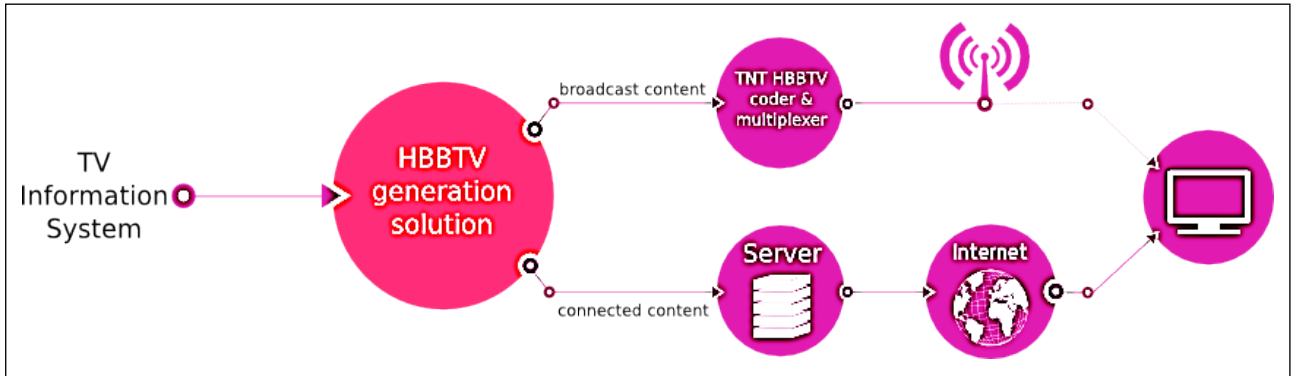 TV
Information
System
HBBTV
generation
solution
broadcast content
TNT HBBTV
coder &
multiplexer
connected content
Server
Internet